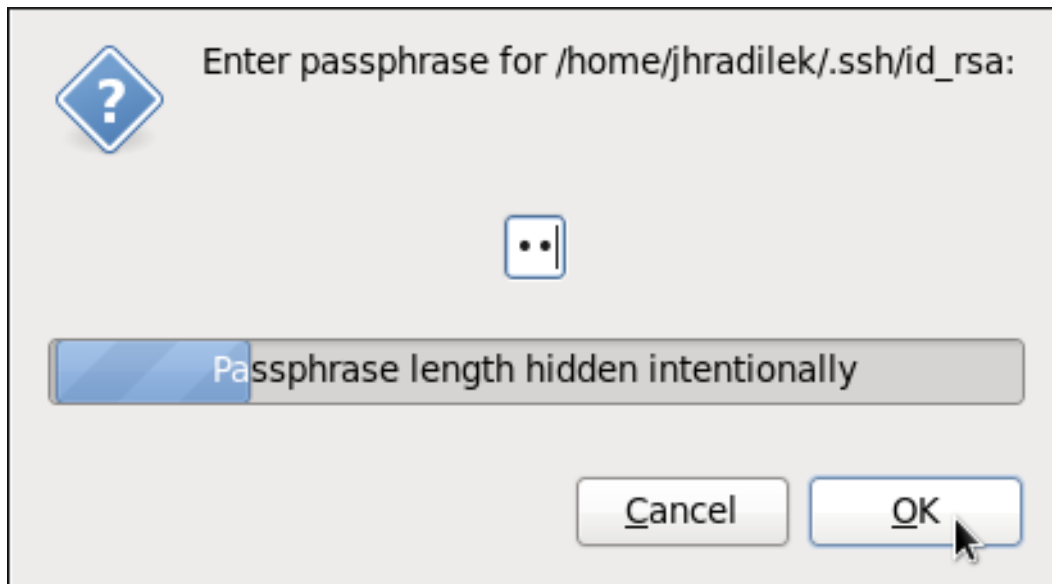 Enter passphrase for /home/jhradilek/.ssh/id_rsa:
Passphrase length hidden intentionally
Cancel
OK